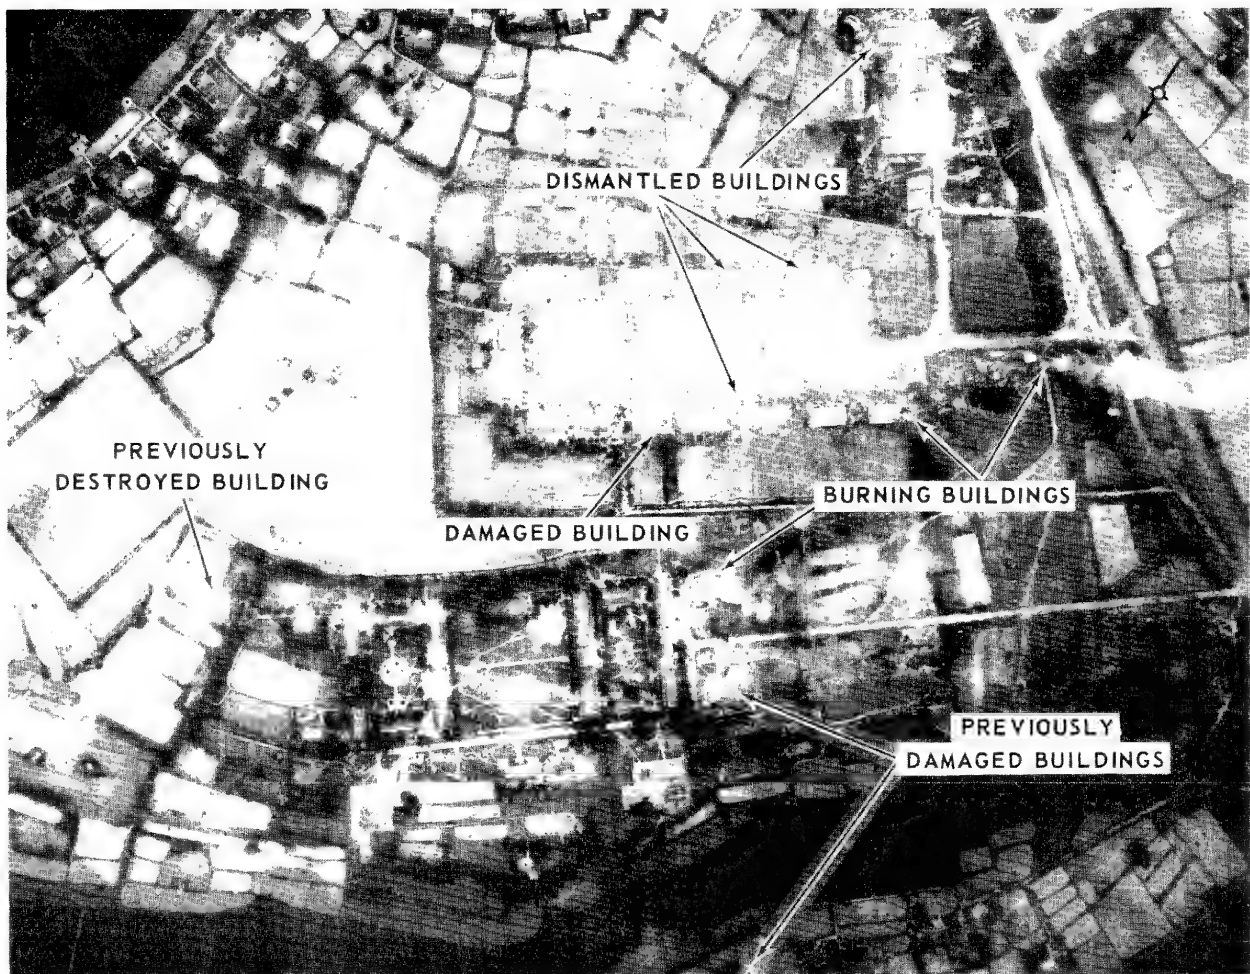 DISMANTLED BUILDINGS
N
PREVIOUSLY
DESTROYED BUILDING
BURNING BUILDINGS
DAMAGED BUILDING
PREVIOUSLY
DAMAGED BUILDINGS